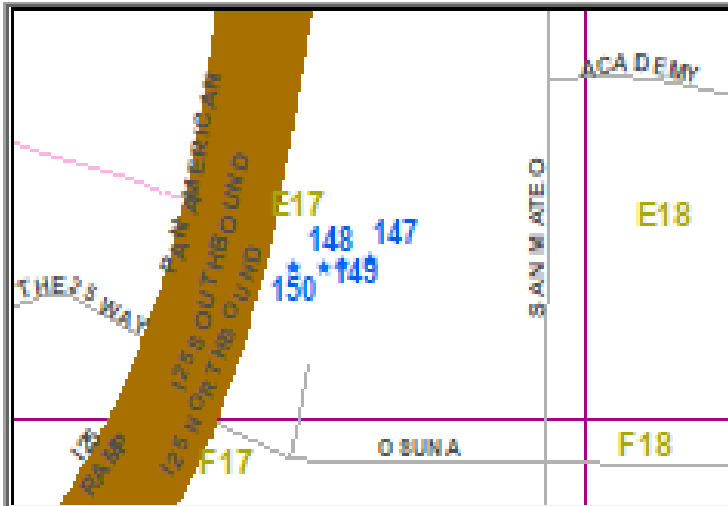 ACADEMY
PAN AMERICAN
E17
E18
148
147
149
150
SAN MATEO
THE 25 WAY
I25 SOUTHBOUND
I25 NORTHBOUND
I25
RAMP
F17
OSUNA
F18